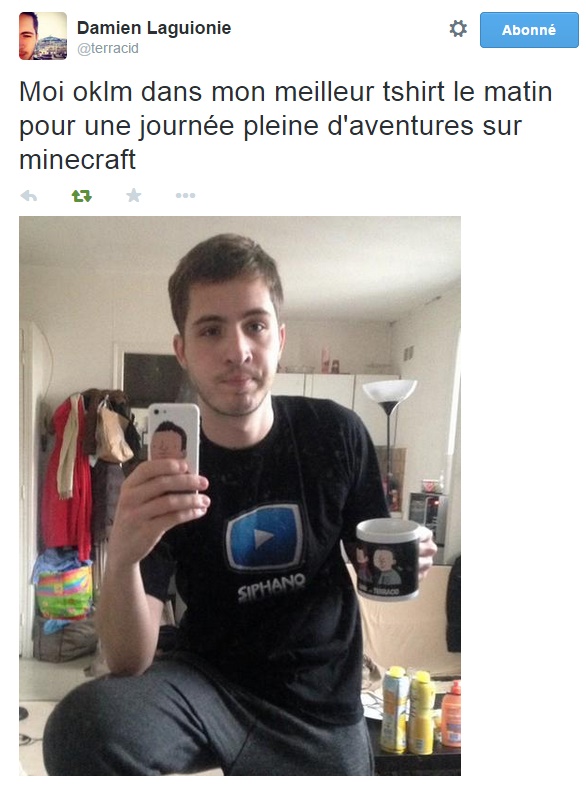 Damien Laguionie
@terracid
Abonné
Moi oklm dans mon meilleur tshirt le matin
pour une journée pleine d'aventures sur
minecraft
SIPHANO
TERRACID